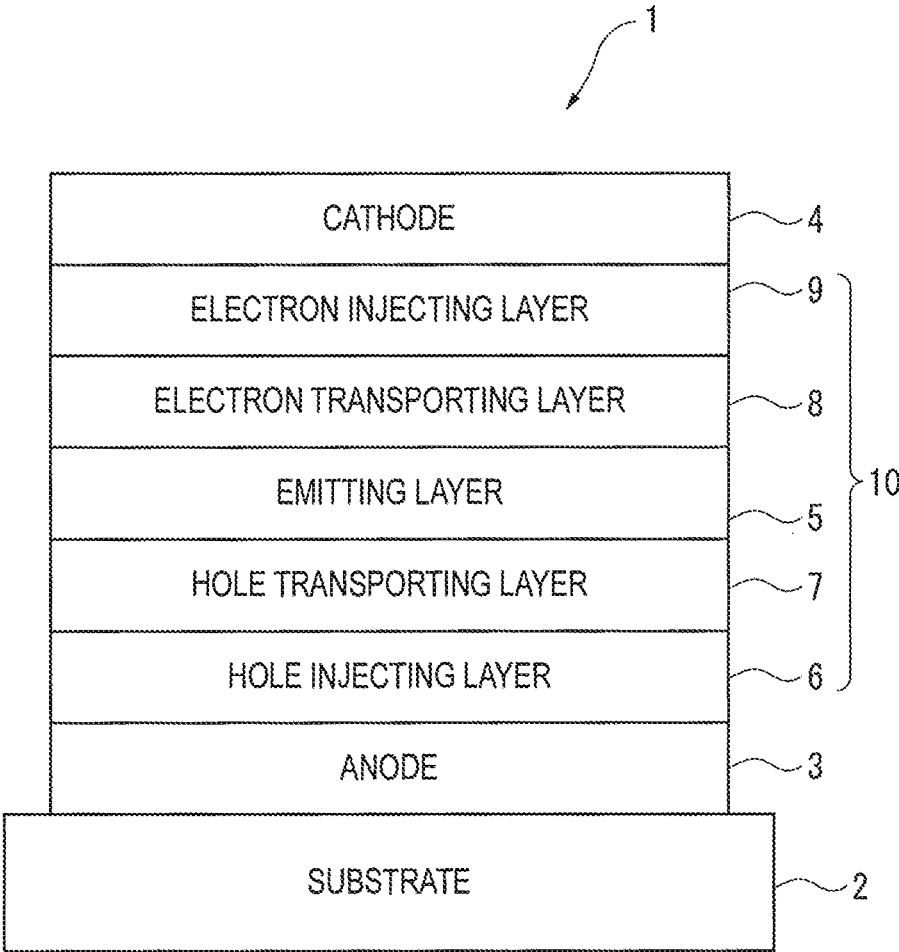 1
CATHODE 4
ELECTRON INJECTING LAYER 9
ELECTRON TRANSPORTING LAYER 8
10
EMITTING LAYER 5
HOLE TRANSPORTING LAYER 7
HOLE INJECTING LAYER 6
ANODE 3
SUBSTRATE 2